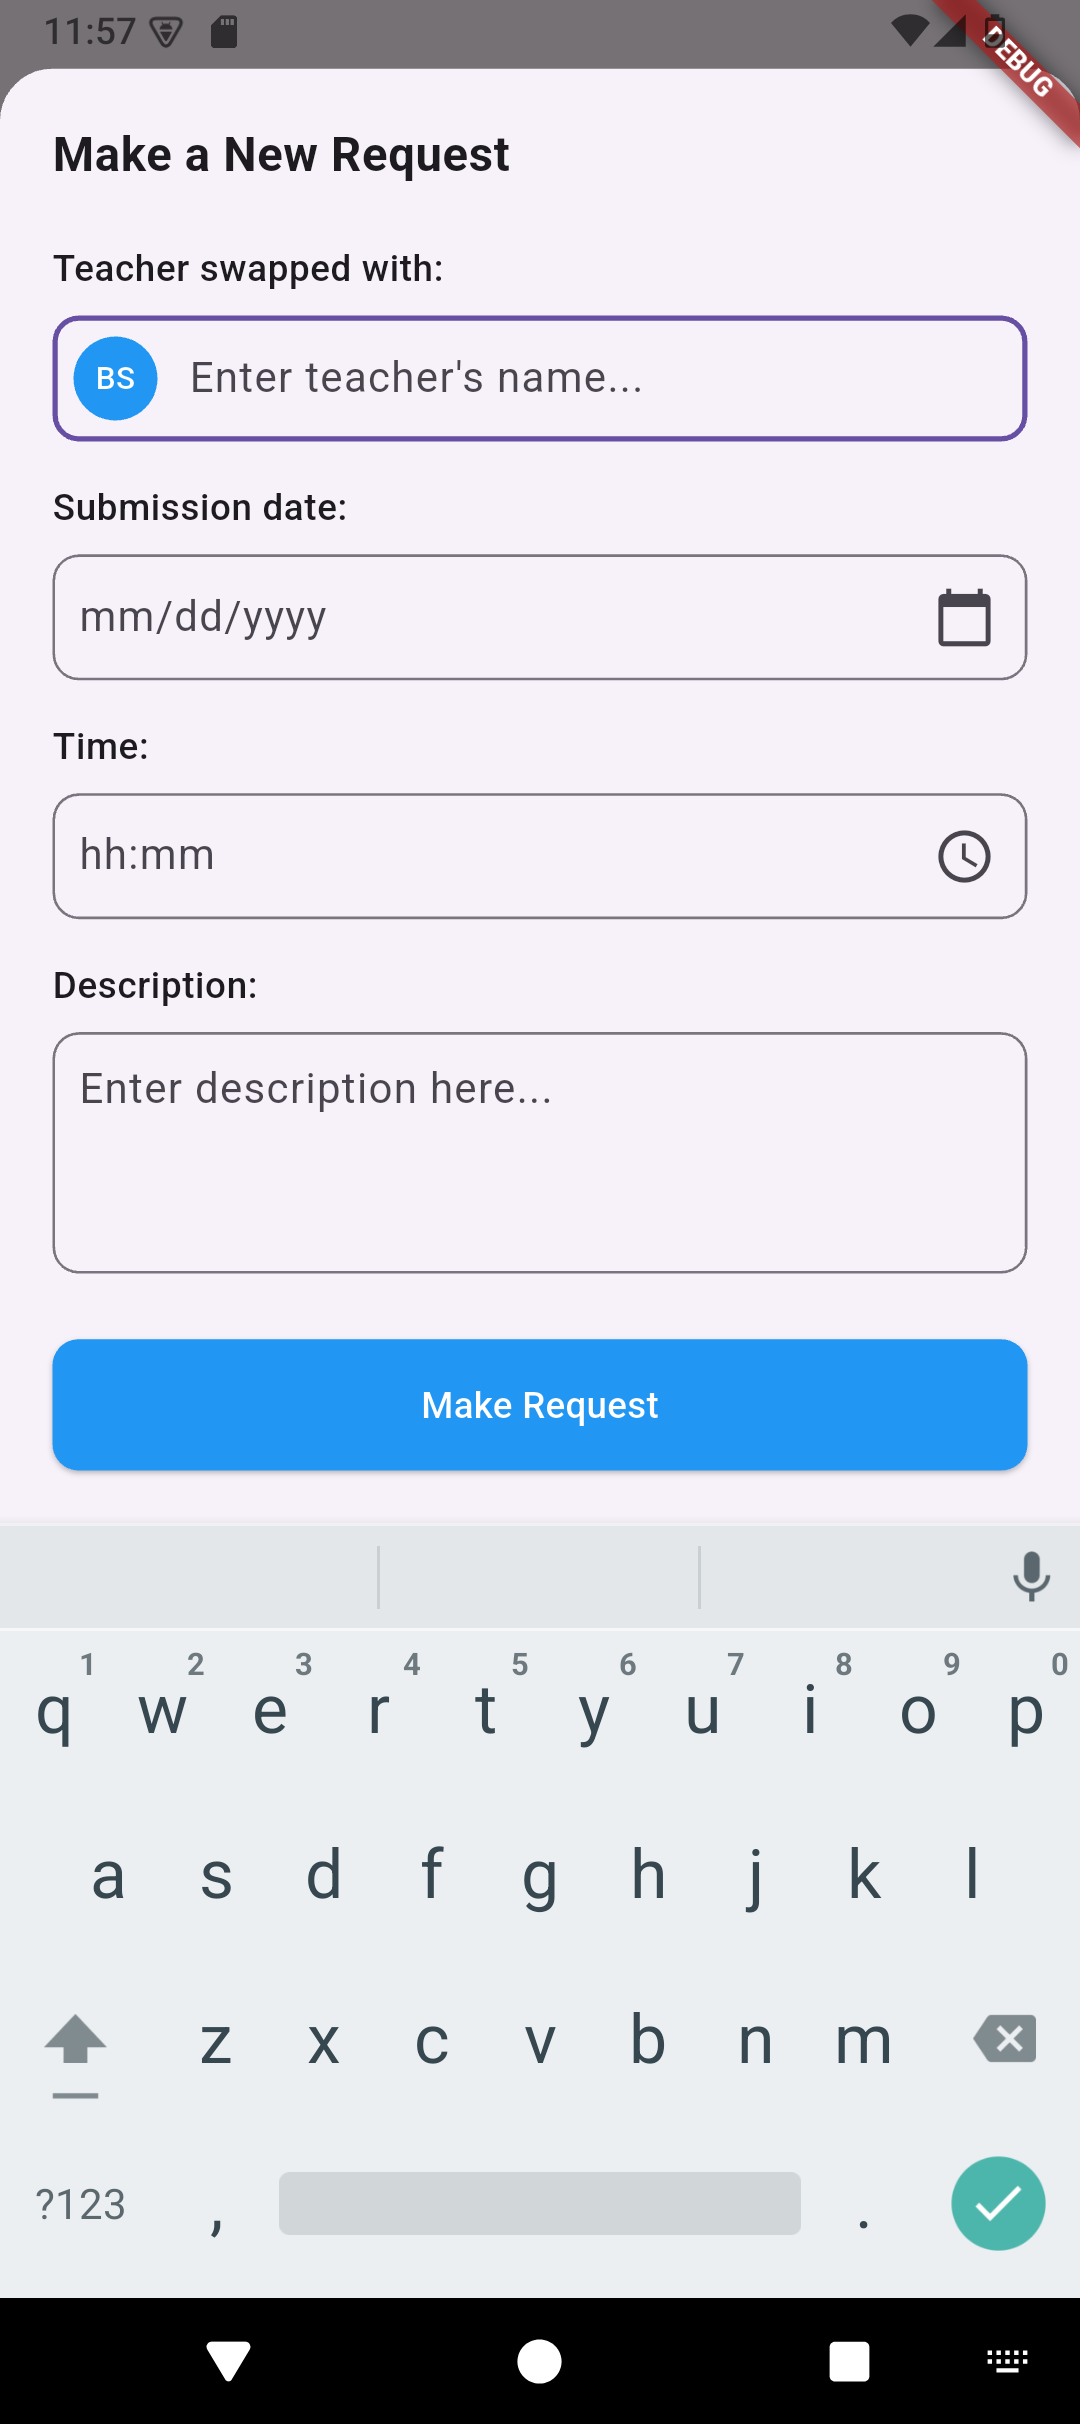 11:57
DEBUG
Make a New Request
Teacher swapped with:
BS Enter teacher's name...
Submission date:
mm/dd/yyyy
Time:
hh:mm
Description:
Enter description here...
Make Request
1 2 3 4 5 6 7 8 9 0
q w e r t y u i o p
a s d f g h j k l
z x c v b n m
?123 , .